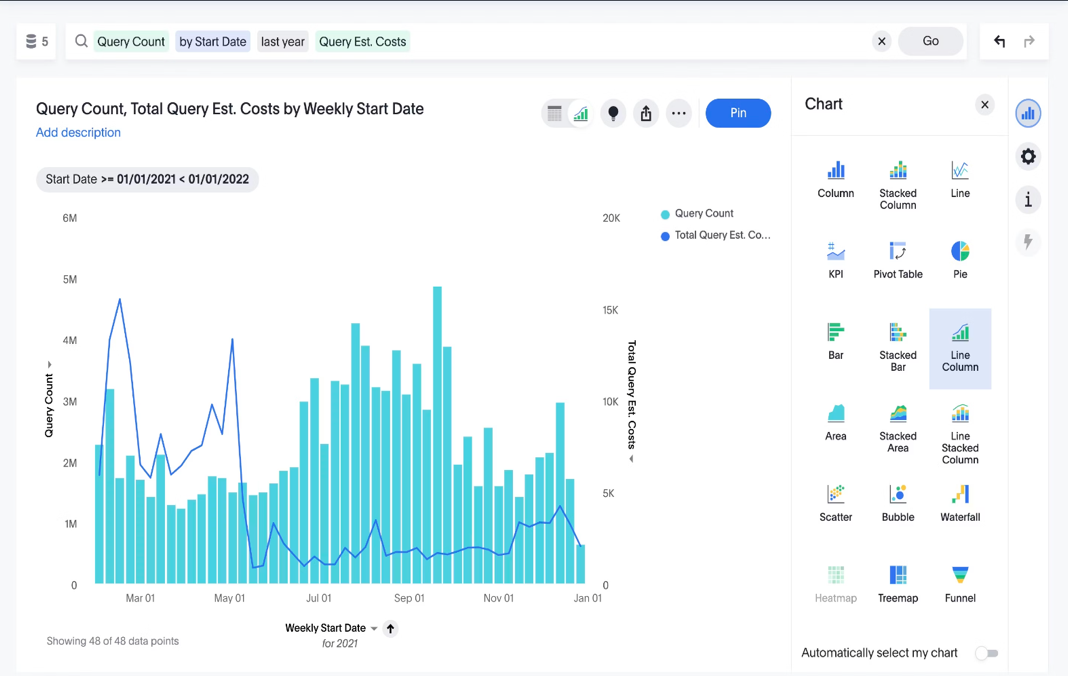 5
Query Count by Start Date last year Query Est. Costs
Go
Query Count, Total Query Est. Costs by Weekly Start Date
Add description
Pin
Start Date >= 01/01/2021 < 01/01/2022
6M
5M
4M
3M
2M
1M
0
Query Count
20K
15K
10K
5K
0
Total Query Est. Costs
Query Count
Total Query Est. Co...
Mar 01 May 01 Jul 01 Sep 01 Nov 01 Jan 01
Weekly Start Date
for 2021
Showing 48 of 48 data points
Chart
Column
Stacked
Column
Line
KPI
Pivot Table
Pie
Bar
Stacked
Bar
Line
Column
Area
Stacked
Area
Line
Stacked
Column
Scatter
Bubble
Waterfall
Heatmap
Treemap
Funnel
Automatically select my chart